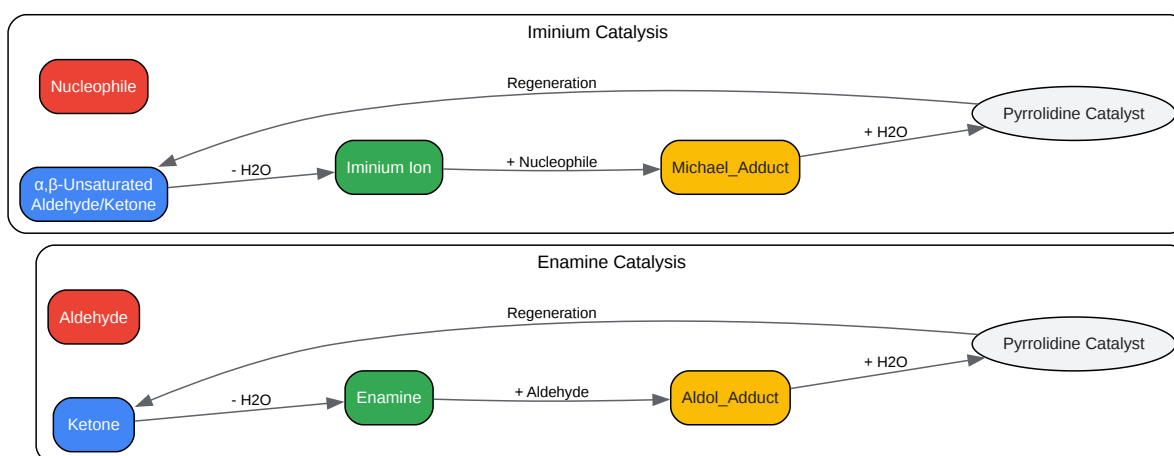 Iminium Catalysis
Nucleophile
Regeneration
Pyrrolidine Catalyst
+ H2O
α,β-Unsaturated
Aldehyde/Ketone
- H2O
Iminium Ion
+ Nucleophile
Michael_Adduct
Enamine Catalysis
Aldehyde
Regeneration
Pyrrolidine Catalyst
+ H2O
Ketone
- H2O
Enamine
+ Aldehyde
Aldol_Adduct